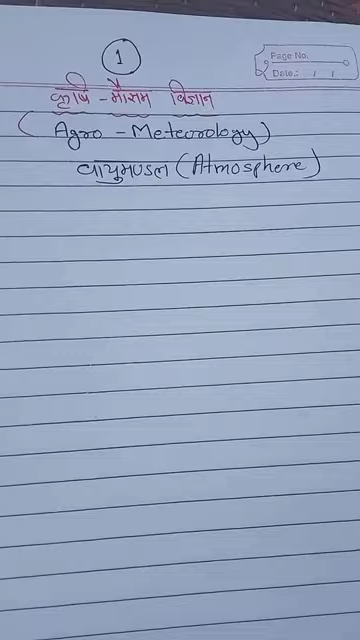 1
Page No.
Date: / /
कृषि - मौसम विज्ञान
(Agro - Meteorology)
वायुमण्डल (Atmosphere)